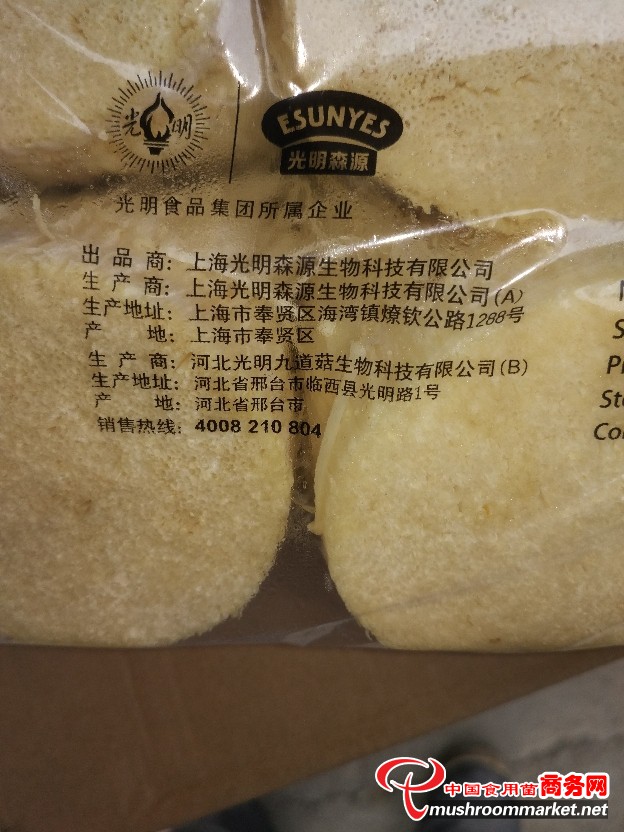 光明
ESUNYES
光明森源
光明食品集团所属企业
出品商：上海光明森源生物科技有限公司
生产商：上海光明森源生物科技有限公司(A)
生产地址：上海市奉贤区海湾镇燎钦公路1288号
产地：上海市奉贤区
生产商：河北光明九道菇生物科技有限公司(B)
生产地址：河北省邢台市临西县光明路1号
产地：河北省邢台市
销售热线：4008 210 804
中国食用菌商务网
mushroommarket.net